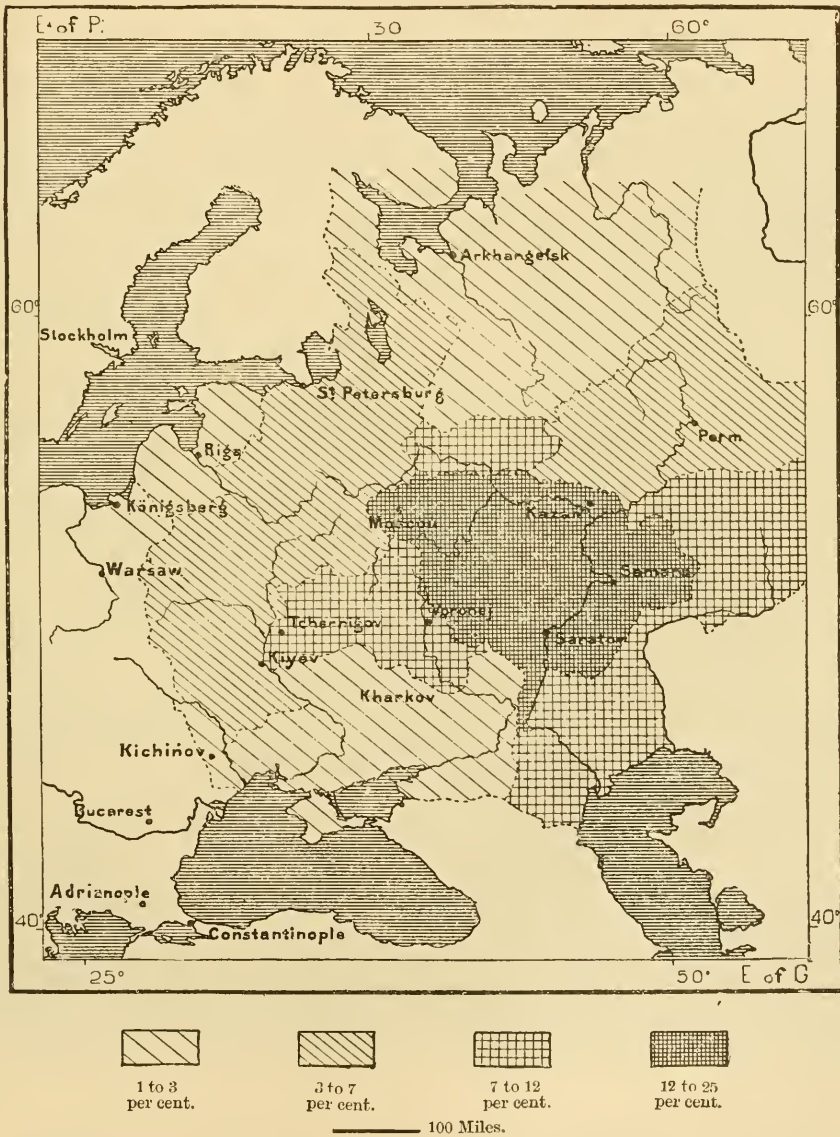 E. of P.
30
60°
Arkhangelsk
60°
60°
Stockholm
St Petersburg
Perm
Riga
Königsberg
Moscou
Kazan
Warsaw
Samara
Tchernigov
Voronej
Saratov
Kiyev
Kharkov
Kichinov
Bucarest
Adrianople
40°
40°
Constantinople
25°
50°
E of G
1 to 3
per cent.
3 to 7
per cent.
7 to 12
per cent.
12 to 25
per cent.
100 Miles.